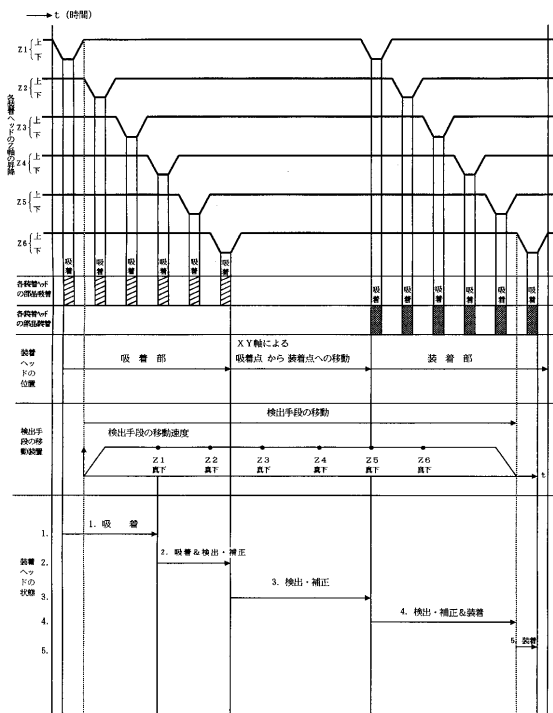 t (時間)
各装着ヘッドのZ軸の昇降
Z1 上
下
Z2 上
下
Z3 上
下
Z4 上
下
Z5 上
下
Z6 上
下
吸着 吸着 吸着 吸着 吸着 吸着
各装着ヘッド
の部品吸着
吸着 吸着 吸着 吸着 吸着 吸着
各装着ヘッド
の部品装着
装着ヘッドの位置
吸着部
XY軸による
吸着点 から 装着点への移動
装着部
検出手段の移動
検出手段の移動装置
検出手段の移動速度
Z1 Z2 Z3 Z4 Z5 Z6
真下 真下 真下 真下 真下 真下
t
装着ヘッドの状態
1. 1. 吸 着
2. 2. 吸着&検出・補正
3. 3. 検出・補正
4. 4. 検出・補正&装着
5. 5. 装着